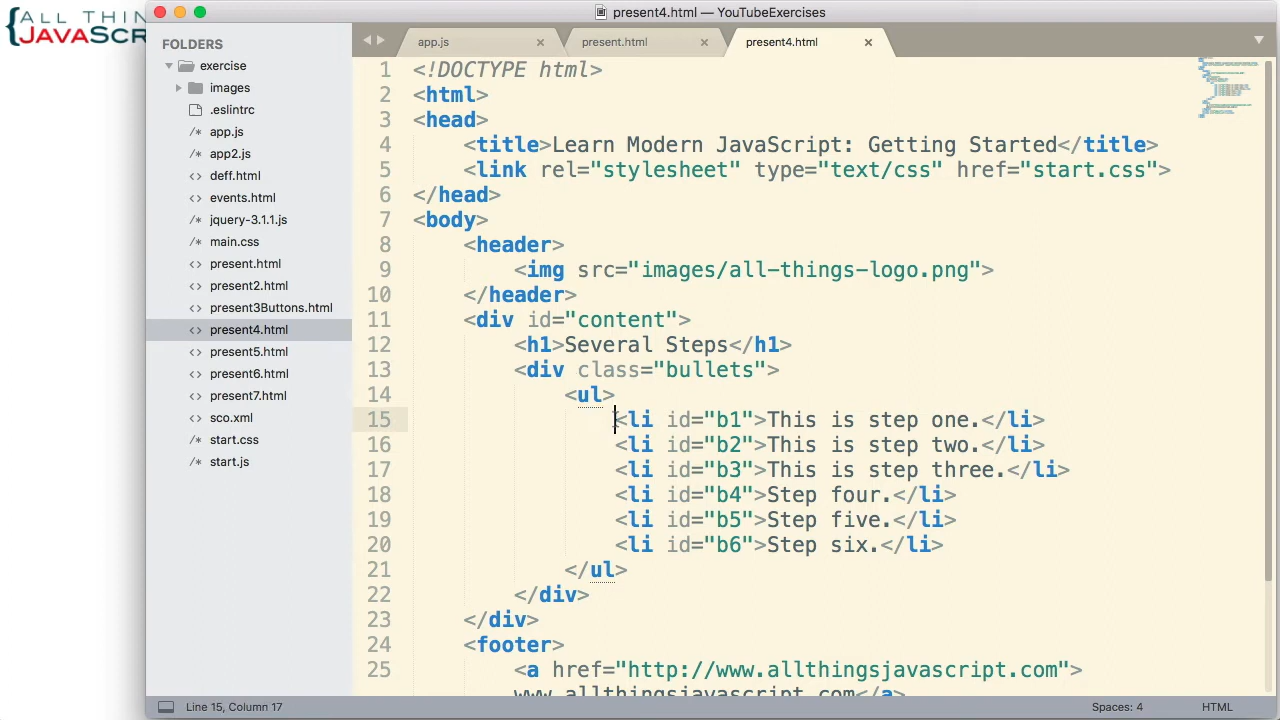 ALL THIN
JAVASCR
present4.html — YouTubeExercises
FOLDERS
exercise
images
.eslintrc
app.js
app2.js
deff.html
events.html
jquery-3.1.1.js
main.css
present.html
present2.html
present3Buttons.html
present4.html
present5.html
present6.html
present7.html
sco.xml
start.css
start.js
app.js
present.html
present4.html
1 <!DOCTYPE html>
2 <html>
3 <head>
4 <title>Learn Modern JavaScript: Getting Started</title>
5 <link rel="stylesheet" type="text/css" href="start.css">
6 </head>
7 <body>
8 <header>
9 <img src="images/all-things-logo.png">
10 </header>
11 <div id="content">
12 <h1>Several Steps</h1>
13 <div class="bullets">
14 <ul>
15 <li id="b1">This is step one.</li>
16 <li id="b2">This is step two.</li>
17 <li id="b3">This is step three.</li>
18 <li id="b4">Step four.</li>
19 <li id="b5">Step five.</li>
20 <li id="b6">Step six.</li>
21 </ul>
22 </div>
23 </div>
24 <footer>
25 <a href="http://www.allthingsjavascript.com">
www.allthingsjavascript.com</a>
Line 15, Column 17
Spaces: 4
HTML